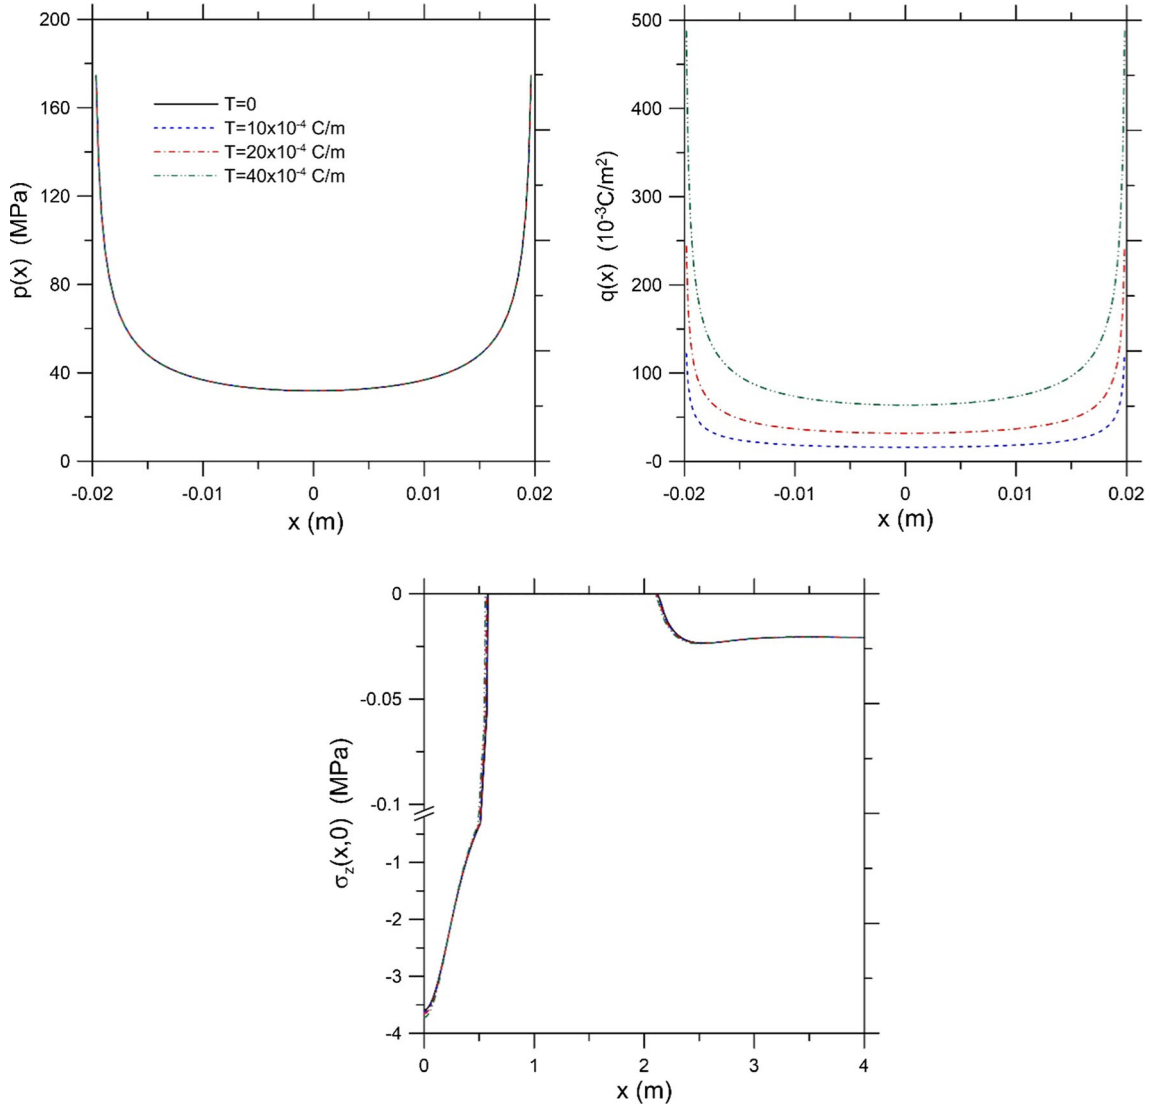 200
160
120
80
40
0
p(x) (MPa)
T=0
T=10x10⁻⁴ C/m
T=20x10⁻⁴ C/m
T=40x10⁻⁴ C/m
-0.02 -0.01 0 0.01 0.02
x (m)
500
400
300
200
100
-0
q(x) (10⁻³C/m²)
-0.02 -0.01 0 0.01 0.02
x (m)
0
-0.05
-0.1
-1
-2
-3
-4
σz(x,0) (MPa)
0 1 2 3 4
x (m)